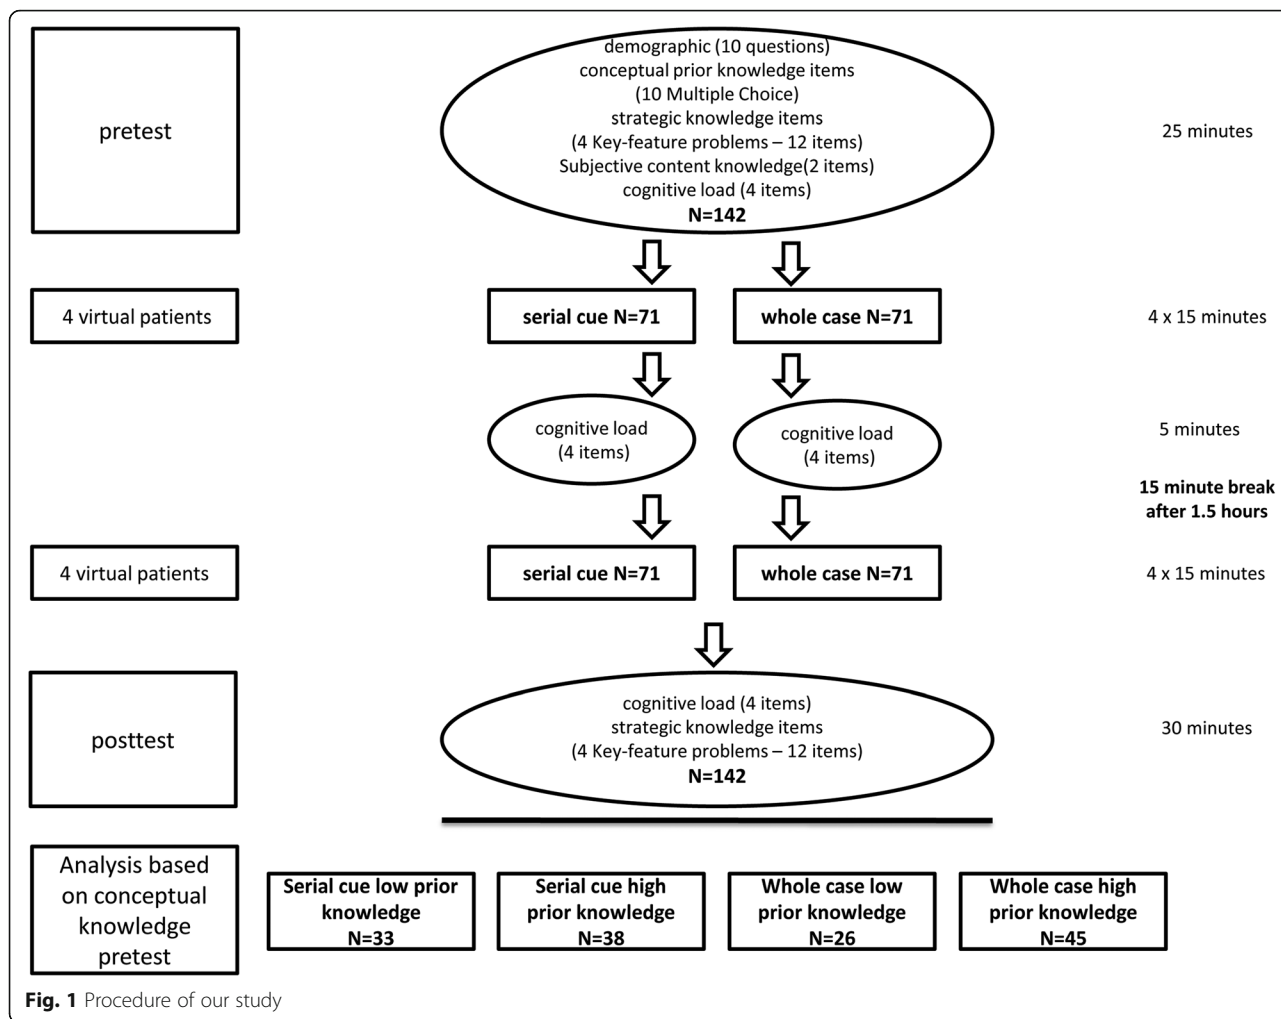 demographic (10 questions)
conceptual prior knowledge items
(10 Multiple Choice)
strategic knowledge items
(4 Key-feature problems – 12 items)
Subjective content knowledge(2 items)
cognitive load (4 items)
N=142
pretest
25 minutes
4 virtual patients
serial cue N=71
whole case N=71
4 x 15 minutes
cognitive load
(4 items)
cognitive load
(4 items)
5 minutes
15 minute break
after 1.5 hours
4 virtual patients
serial cue N=71
whole case N=71
4 x 15 minutes
posttest
cognitive load (4 items)
strategic knowledge items
(4 Key-feature problems – 12 items)
N=142
30 minutes
Analysis based
on conceptual
knowledge
pretest
Serial cue low prior
knowledge
N=33
Serial cue high
prior knowledge
N=38
Whole case low
prior knowledge
N=26
Whole case high
prior knowledge
N=45
Fig. 1 Procedure of our study